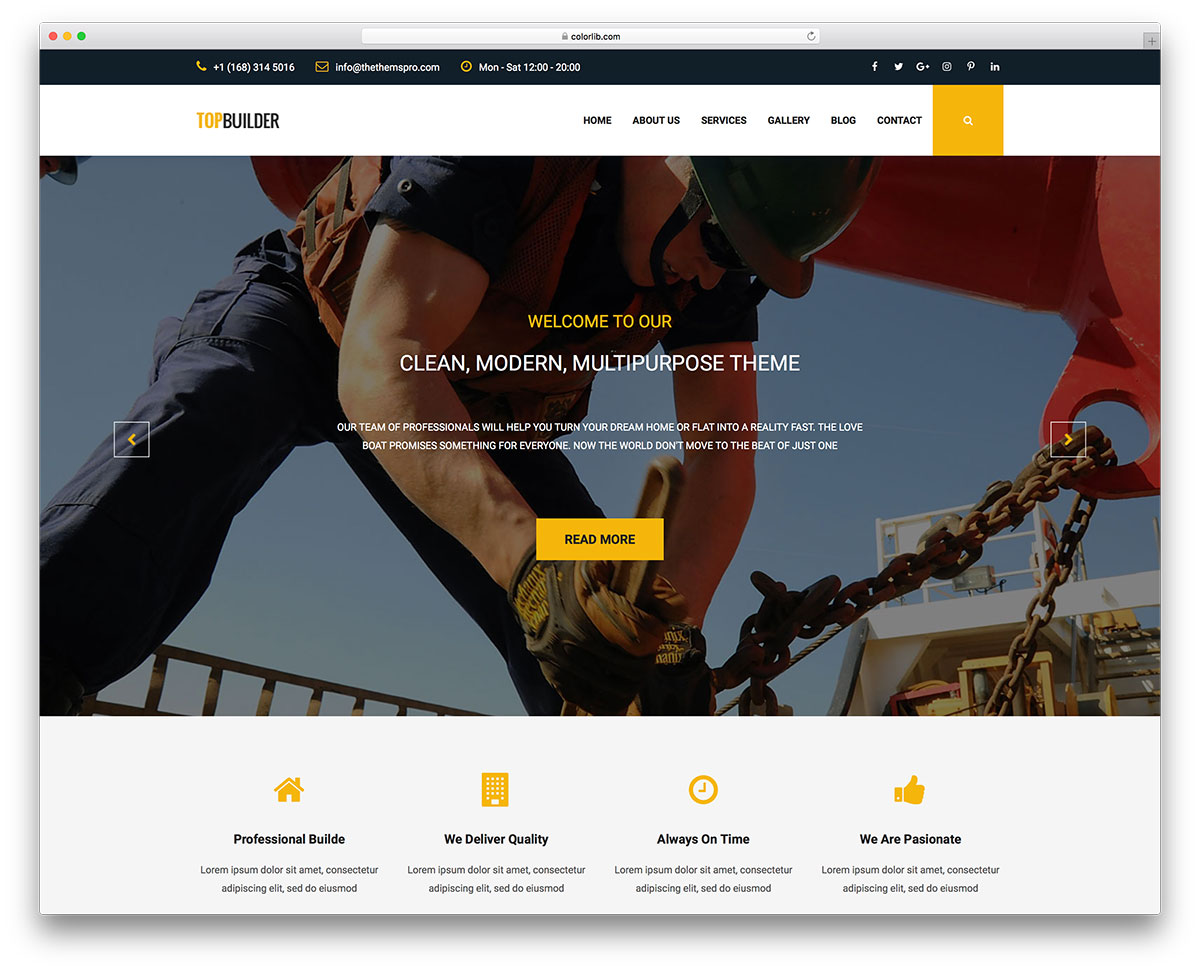 colorlib.com
+1 (168) 314 5016 info@thethemspro.com Mon - Sat 12:00 - 20:00
TOPBUILDER
HOME ABOUT US SERVICES GALLERY BLOG CONTACT
WELCOME TO OUR
CLEAN, MODERN, MULTIPURPOSE THEME
OUR TEAM OF PROFESSIONALS WILL HELP YOU TURN YOUR DREAM HOME OR FLAT INTO A REALITY FAST. THE LOVE
BOAT PROMISES SOMETHING FOR EVERYONE. NOW THE WORLD DON'T MOVE TO THE BEAT OF JUST ONE
READ MORE
Professional Builde
Lorem ipsum dolor sit amet, consectetur
adipiscing elit, sed do eiusmod
We Deliver Quality
Lorem ipsum dolor sit amet, consectetur
adipiscing elit, sed do eiusmod
Always On Time
Lorem ipsum dolor sit amet, consectetur
adipiscing elit, sed do eiusmod
We Are Pasionate
Lorem ipsum dolor sit amet, consectetur
adipiscing elit, sed do eiusmod